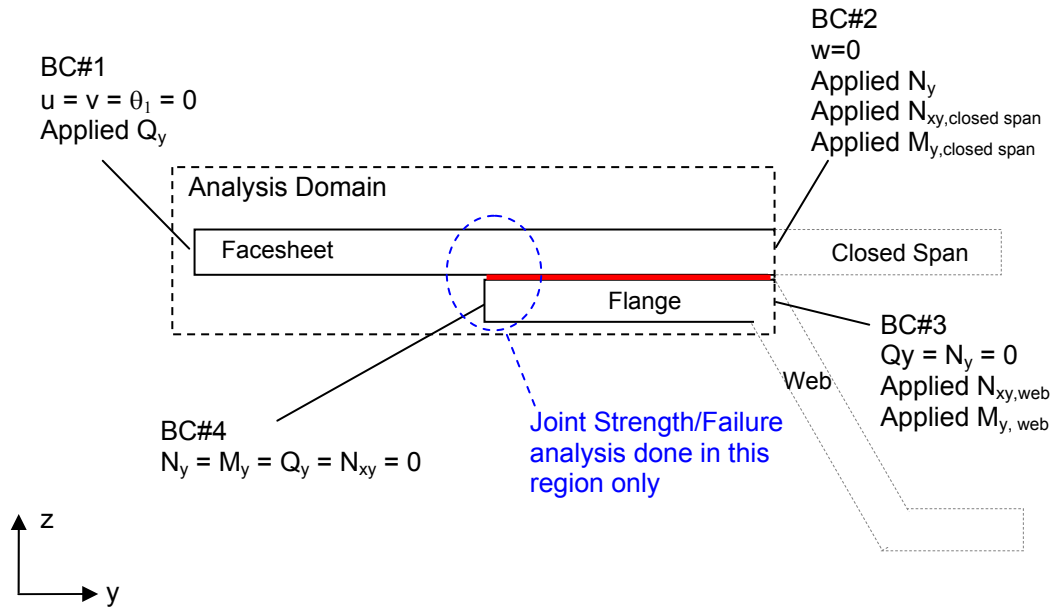 BC#1
u = v = θ₁ = 0
Applied Qy
BC#2
w=0
Applied Ny
Applied Nxy,closed span
Applied My,closed span
Analysis Domain
Facesheet
Closed Span
Flange
BC#3
Qy = Ny = 0
Applied Nxy,web
Applied My, web
Web
BC#4
Ny = My = Qy = Nxy = 0
Joint Strength/Failure
analysis done in this
region only
z
y